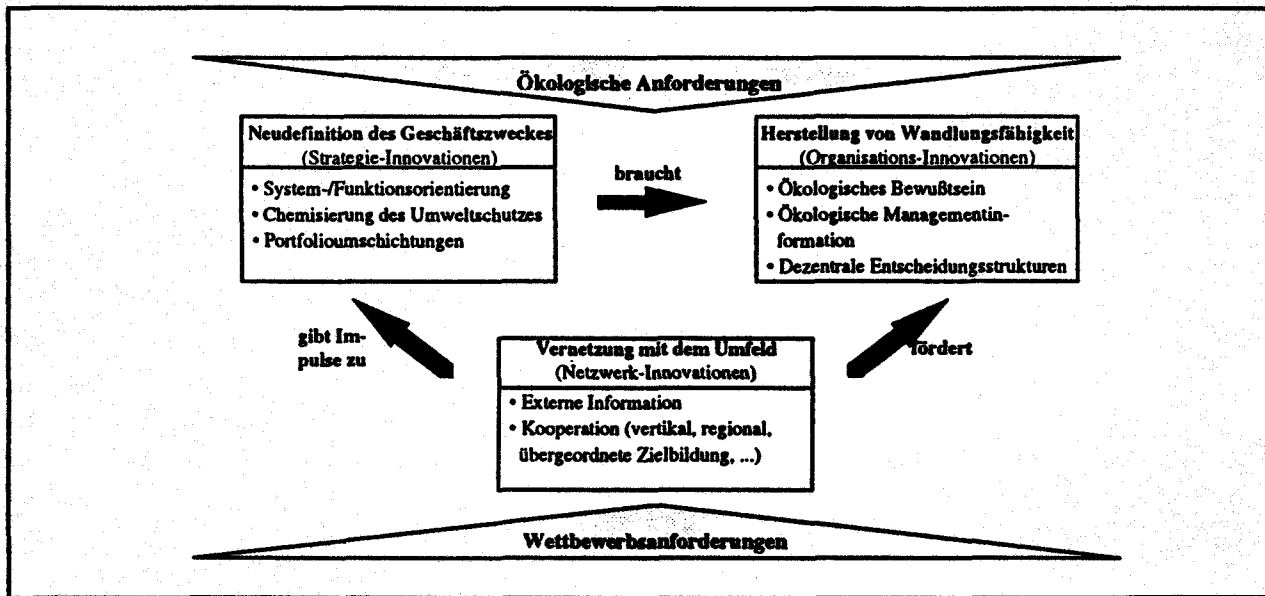 Ökologische Anforderungen
Neudefinition des Geschäftszweckes
(Strategie-Innovationen)
• System-/Funktionsorientierung
• Chemisierung des Umweltschutzes
• Portfolioumschichtungen
braucht
Herstellung von Wandlungsfähigkeit
(Organisations-Innovationen)
• Ökologisches Bewußtsein
• Ökologische Managementin-
formation
• Dezentrale Entscheidungsstrukturen
gibt Im-
pulse zu
Vernetzung mit dem Umfeld
(Netzwerk-Innovationen)
• Externe Information
• Kooperation (vertikal, regional,
übergeordnete Zielbildung, ...)
fördert
Wettbewerbsanforderungen